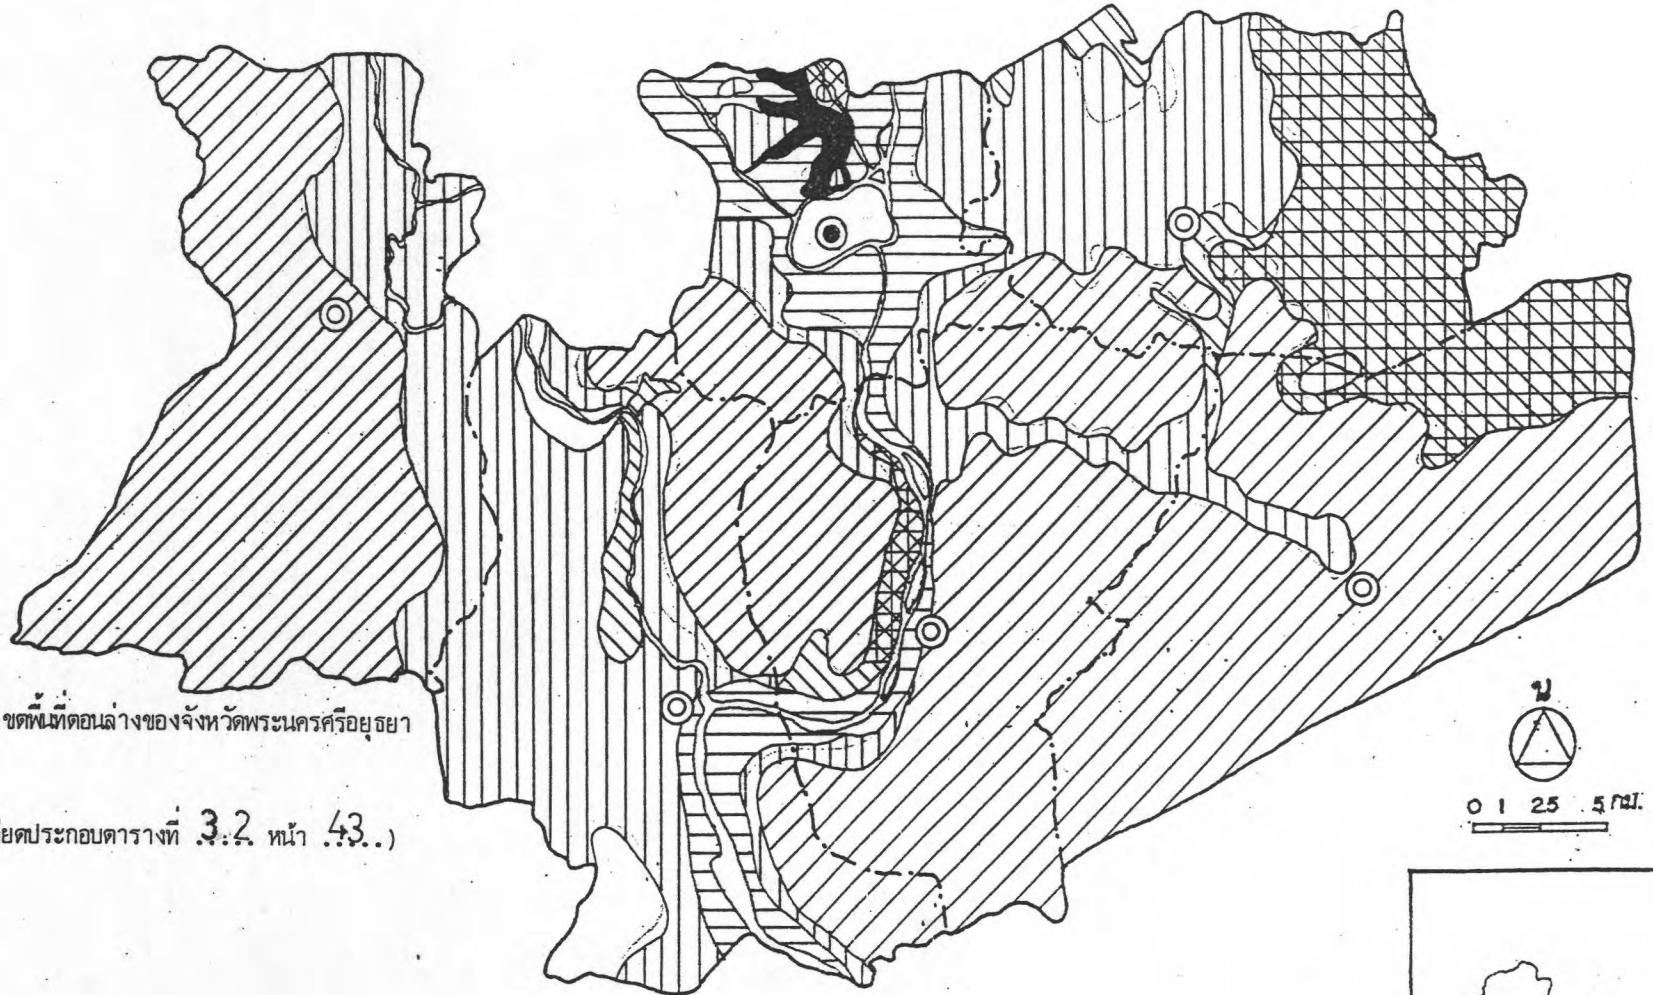 ขตพื้นที่ตอนล่างของจังหวัดพระนครศรีอยุธยา
ยดประกอบตารางที่ 3.2 หน้า 43...)
น
0 1 2.5 5 กม.